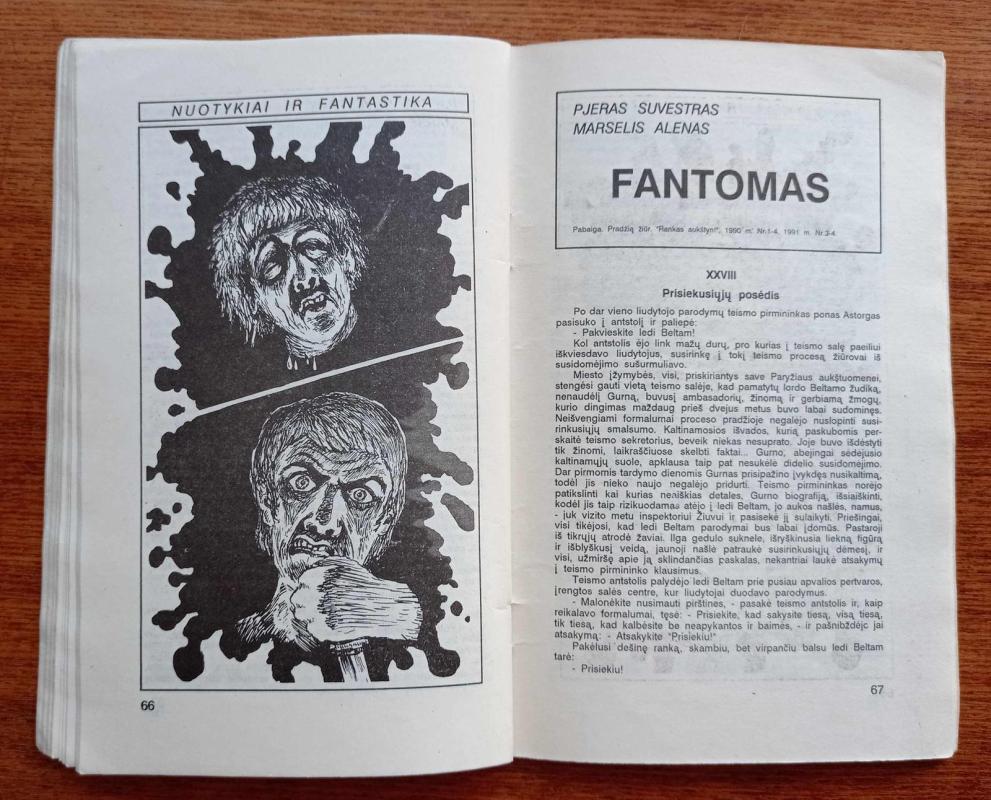 NUOTYKIAI IR FANTASTIKA
66
PJERAS SUVESTRAS
MARSELIS ALENAS
FANTOMAS
Pabaiga. Pradžią žiūr. "Rankas aukštyn!", 1990 m. Nr.1-4, 1991 m. Nr.3-4.
XXVIII
Prisiekusiųjų posėdis
Po dar vieno liudytojo parodymų teismo pirmininkas ponas Astorgas
pasisuko į antstolį ir paliepė:
- Pakvieskite ledi Beltam!
Kol antstolis ėjo link mažų durų, pro kurias į teismo salę paeiliui
iškviesdavo liudytojus, susirinkę į tokį teismo procesą žiūrovai iš
susidomėjimo sušurmuliavo.
Miesto įžymybės, visi, priskiriantys save Paryžiaus aukštuomenei,
stengėsi gauti vietą teismo salėje, kad pamatytų lordo Beltamo žudiką,
nenaudėlį Gurną, buvusį ambasadorių, žinomą ir gerbiamą žmogų,
kurio dingimas maždaug prieš dvejus metus buvo labai sudominęs.
Neišvengiami formalumai proceso pradžioje negalėjo nuslopinti susi-
rinkusiųjų smalsumo. Kaltinamosios išvados, kurią paskubomis per-
skaitė teismo sekretorius, beveik niekas nesuprato. Joje buvo išdėstyti
tik žinomi, laikraščiuose skelbti faktai... Gurno, abejingai sėdėjusio
kaltinamųjų suole, apklausa taip pat nesukėlė didelio susidomėjimo.
Dar pirmomis tardymo dienomis Gurnas prisipažino įvykdęs nusikaltimą,
todėl jis nieko naujo negalėjo pridurti. Teismo pirmininkas norėjo
patikslinti kai kurias neaiškias detales, Gurno biografiją, išsiaiškinti,
kodėl jis taip rizikuodamas atėjo į ledi Beltam, jo aukos našlės, namus,
- juk vizito metu inspektoriui Žiuvui ir pasisekė jį sulaikyti. Priešingai,
visi tikėjosi, kad ledi Beltam parodymai bus labai įdomūs. Pastaroji
iš tikrųjų atrodė žaviai. Ilga gedulo suknele, išryškinusia liekną figūrą
ir išblyškusį veidą, jaunoji našlė patraukė susirinkusiųjų dėmesį, ir
visi, užmiršę apie ją sklindančias paskalas, nekantriai laukė atsakymų
į teismo pirmininko klausimus.
Teismo antstolis palydėjo ledi Beltam prie pusiau apvalios pertvaros,
įrengtos salės centre, kur liudytojai duodavo parodymus.
- Malonėkite nusimauti pirštines, - pasakė teismo antstolis ir, kaip
reikalavo formalumai, tęsė: - Prisiekite, kad sakysite tiesą, visą tiesą,
tik tiesą, kad kalbėsite be neapykantos ir baimės, - ir pašnibždėjo jai
atsakymą: - Atsakykite "Prisiekiu!"
Pakėlusi dešinę ranką, skambiu, bet virpančiu balsu ledi Beltam
tarė:
- Prisiekiu!
67